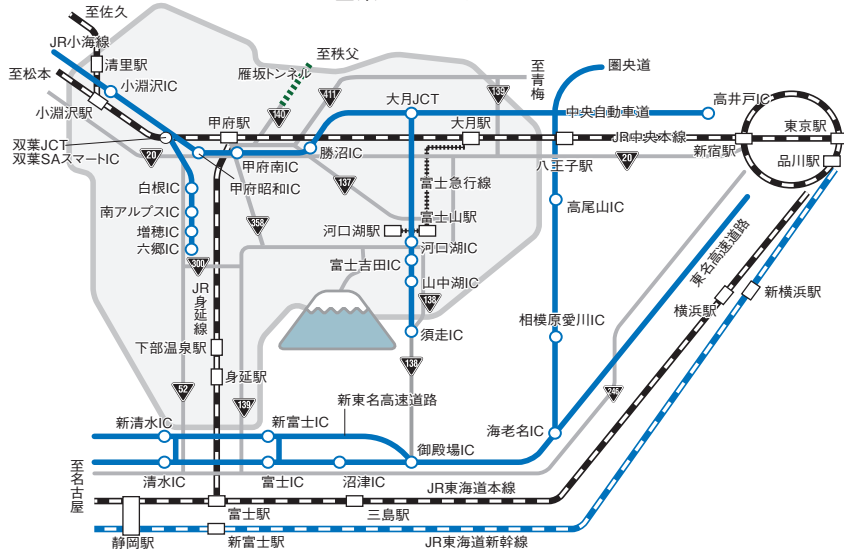 至佐久
JR小海線
清里駅
至松本
小淵沢IC
小淵沢駅
至秩父
雁坂トンネル
140
411
至青梅
139
圏央道
大月JCT
中央自動車道
高井戸IC
甲府駅
大月駅
JR中央本線
東京駅
新宿駅
品川駅
双葉JCT
双葉SAスマートIC
20
甲府南IC
勝沼IC
甲府昭和IC
八王子駅
20
白根IC
南アルプスIC
増穂IC
六郷IC
137
富士急行線
高尾山IC
358
富士山駅
河口湖駅
河口湖IC
富士吉田IC
山中湖IC
138
300
JR身延線
須走IC
138
東名高速道路
横浜駅
新横浜駅
相模原愛川IC
下部温泉駅
身延駅
52
139
新東名高速道路
246
新清水IC
新富士IC
海老名IC
御殿場IC
至名古屋
清水IC
富士IC
沼津IC
JR東海道本線
富士駅
三島駅
静岡駅
新富士駅
JR東海道新幹線